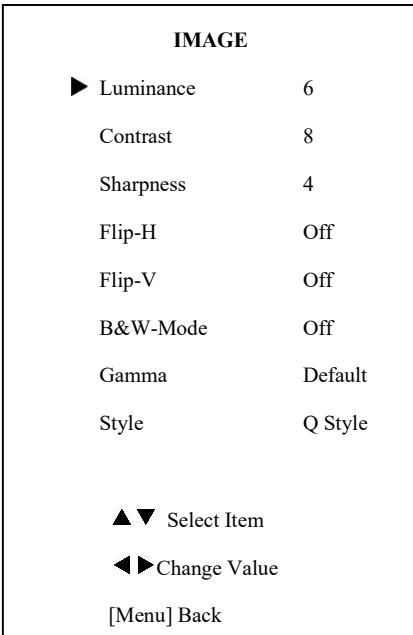 IMAGE
▶ Luminance 6
Contrast 8
Sharpness 4
Flip-H Off
Flip-V Off
B&W-Mode Off
Gamma Default
Style Q Style
▲▼ Select Item
◀▶Change Value
[Menu] Back